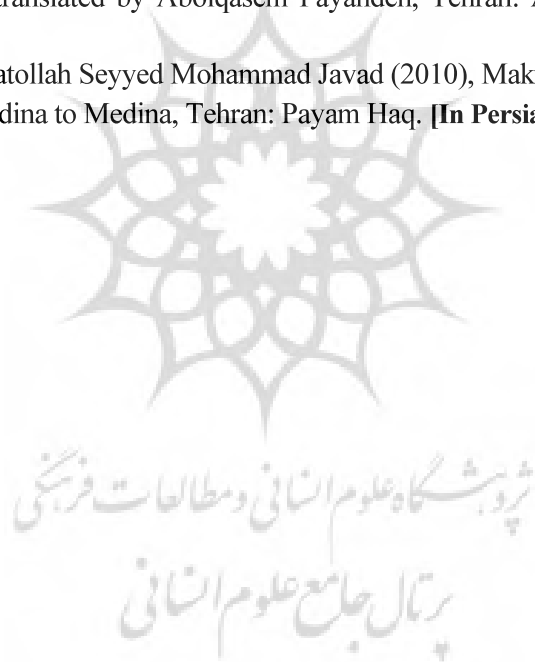 translated by Abolqasem Payandeh, Tehran:
atollah Seyyed Mohammad Javad (2010), Mak
dina to Medina, Tehran: Payam Haq. [In Persia
پژوهشگاه علوم انسانی و مطالعات فرهنگی
پرتال جامع علوم انسانی